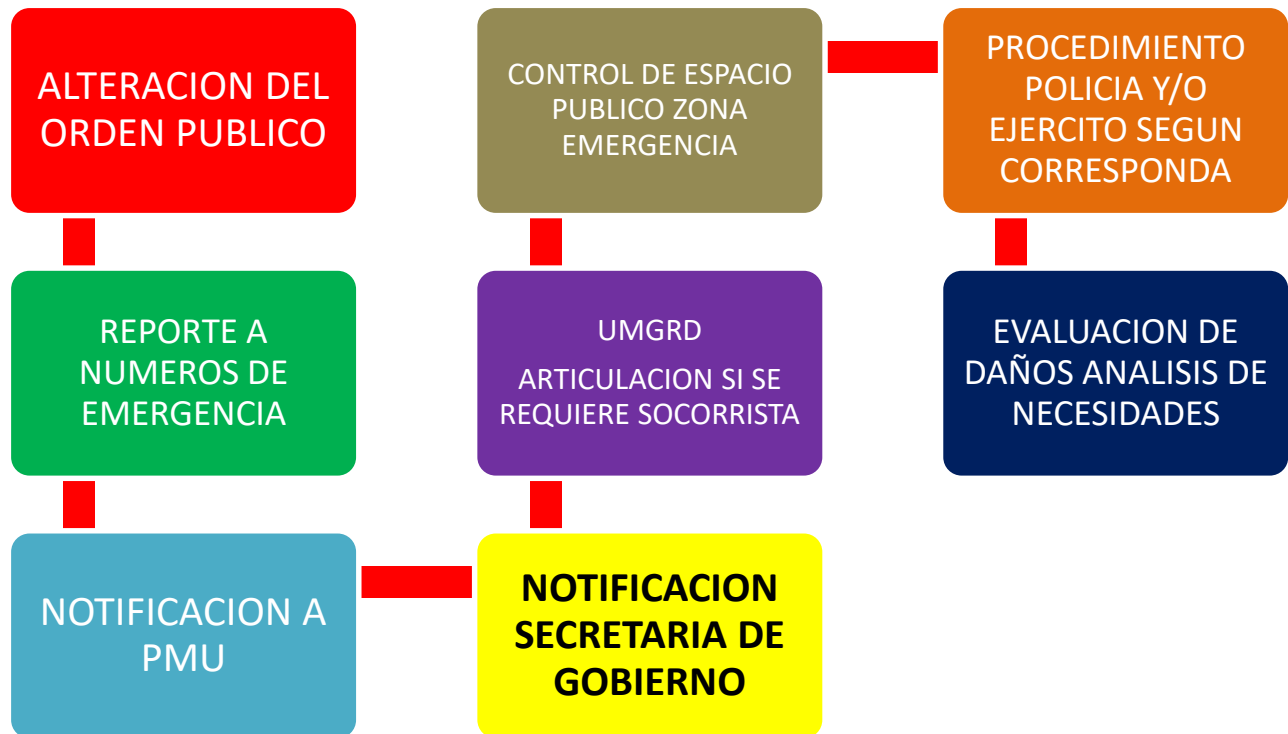 ALTERACION DEL
ORDEN PUBLICO
REPORTE A
NUMEROS DE
EMERGENCIA
NOTIFICACION A
PMU
NOTIFICACION
SECRETARIA DE
GOBIERNO
UMGRD
ARTICULACION SI SE
REQUIERE SOCORRISTA
CONTROL DE ESPACIO
PUBLICO ZONA
EMERGENCIA
PROCEDIMIENTO
POLICIA Y/O
EJERCITO SEGUN
CORRESPONDA
EVALUACION DE
DAÑOS ANALISIS DE
NECESIDADES